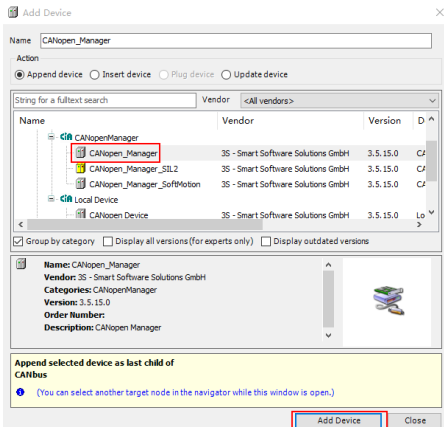 Add Device
Name CANopen_Manager
Action
Append device Insert device Plug device Update device
String for a fulltext search Vendor <All vendors>
Name Vendor Version D
CiA CANopenManager
CANopen_Manager 3S - Smart Software Solutions GmbH 3.5.15.0 CA
CANopen_Manager_SIL2 3S - Smart Software Solutions GmbH 3.5.15.0 CA
CANopen_Manager_SoftMotion 3S - Smart Software Solutions GmbH 3.5.15.0 CA
CiA Local Device
CANopen Device 3S - Smart Software Solutions GmbH 3.5.15.0 Lo
Group by category Display all versions (for experts only) Display outdated versions
Name: CANopen_Manager
Vendor: 3S - Smart Software Solutions GmbH
Categories: CANopenManager
Version: 3.5.15.0
Order Number:
Description: CANopen Manager
Append selected device as last child of
CANbus
(You can select another target node in the navigator while this window is open.)
Add Device Close